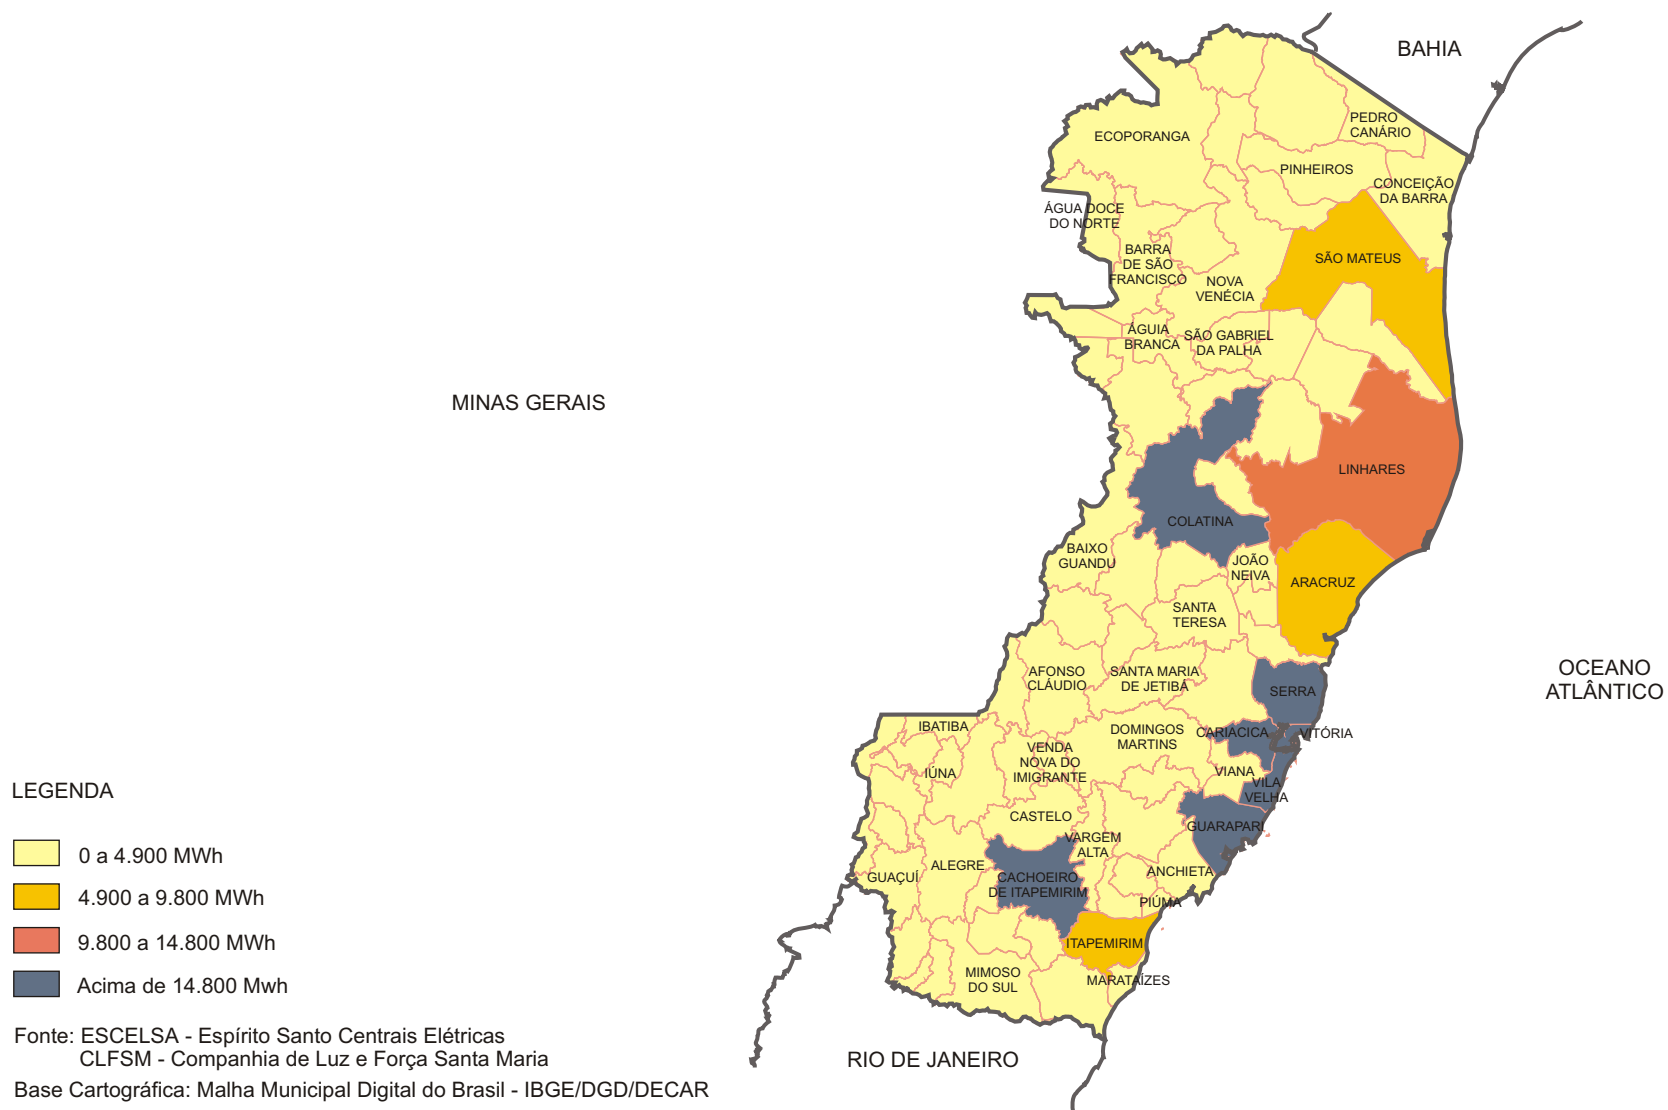 BAHIA
PEDRO
CANÁRIO
ECOPORANGA
PINHEIROS
CONCEIÇÃO
DA BARRA
ÁGUA DOCE
DO NORTE
BARRA
DE SÃO
FRANCISCO
SÃO MATEUS
NOVA
VENÉCIA
ÁGUIA
BRANCA
SÃO GABRIEL
DA PALHA
MINAS GERAIS
LINHARES
COLATINA
BAIXO
GUANDU
JOÃO
NEIVA
ARACRUZ
SANTA
TERESA
AFONSO
CLÁUDIO
SANTA MARIA
DE JETIBÁ
SERRA
OCEANO
ATLÂNTICO
IBATIBA
DOMINGOS
MARTINS
CARIACICA
VITÓRIA
VENDA
NOVA DO
IMIGRANTE
IÚNA
VIANA
VILA
VELHA
CASTELO
GUARAPARI
VARGEM
ALTA
ALEGRE
GUAÇUÍ
CACHOEIRO
DE ITAPEMIRIM
ANCHIETA
PIÚMA
ITAPEMIRIM
MIMOSO
DO SUL
MARATAÍZES
RIO DE JANEIRO
LEGENDA
0 a 4.900 MWh
4.900 a 9.800 MWh
9.800 a 14.800 MWh
Acima de 14.800 Mwh
Fonte: ESCELSA - Espírito Santo Centrais Elétricas
CLFSM - Companhia de Luz e Força Santa Maria
Base Cartográfica: Malha Municipal Digital do Brasil - IBGE/DGD/DECAR